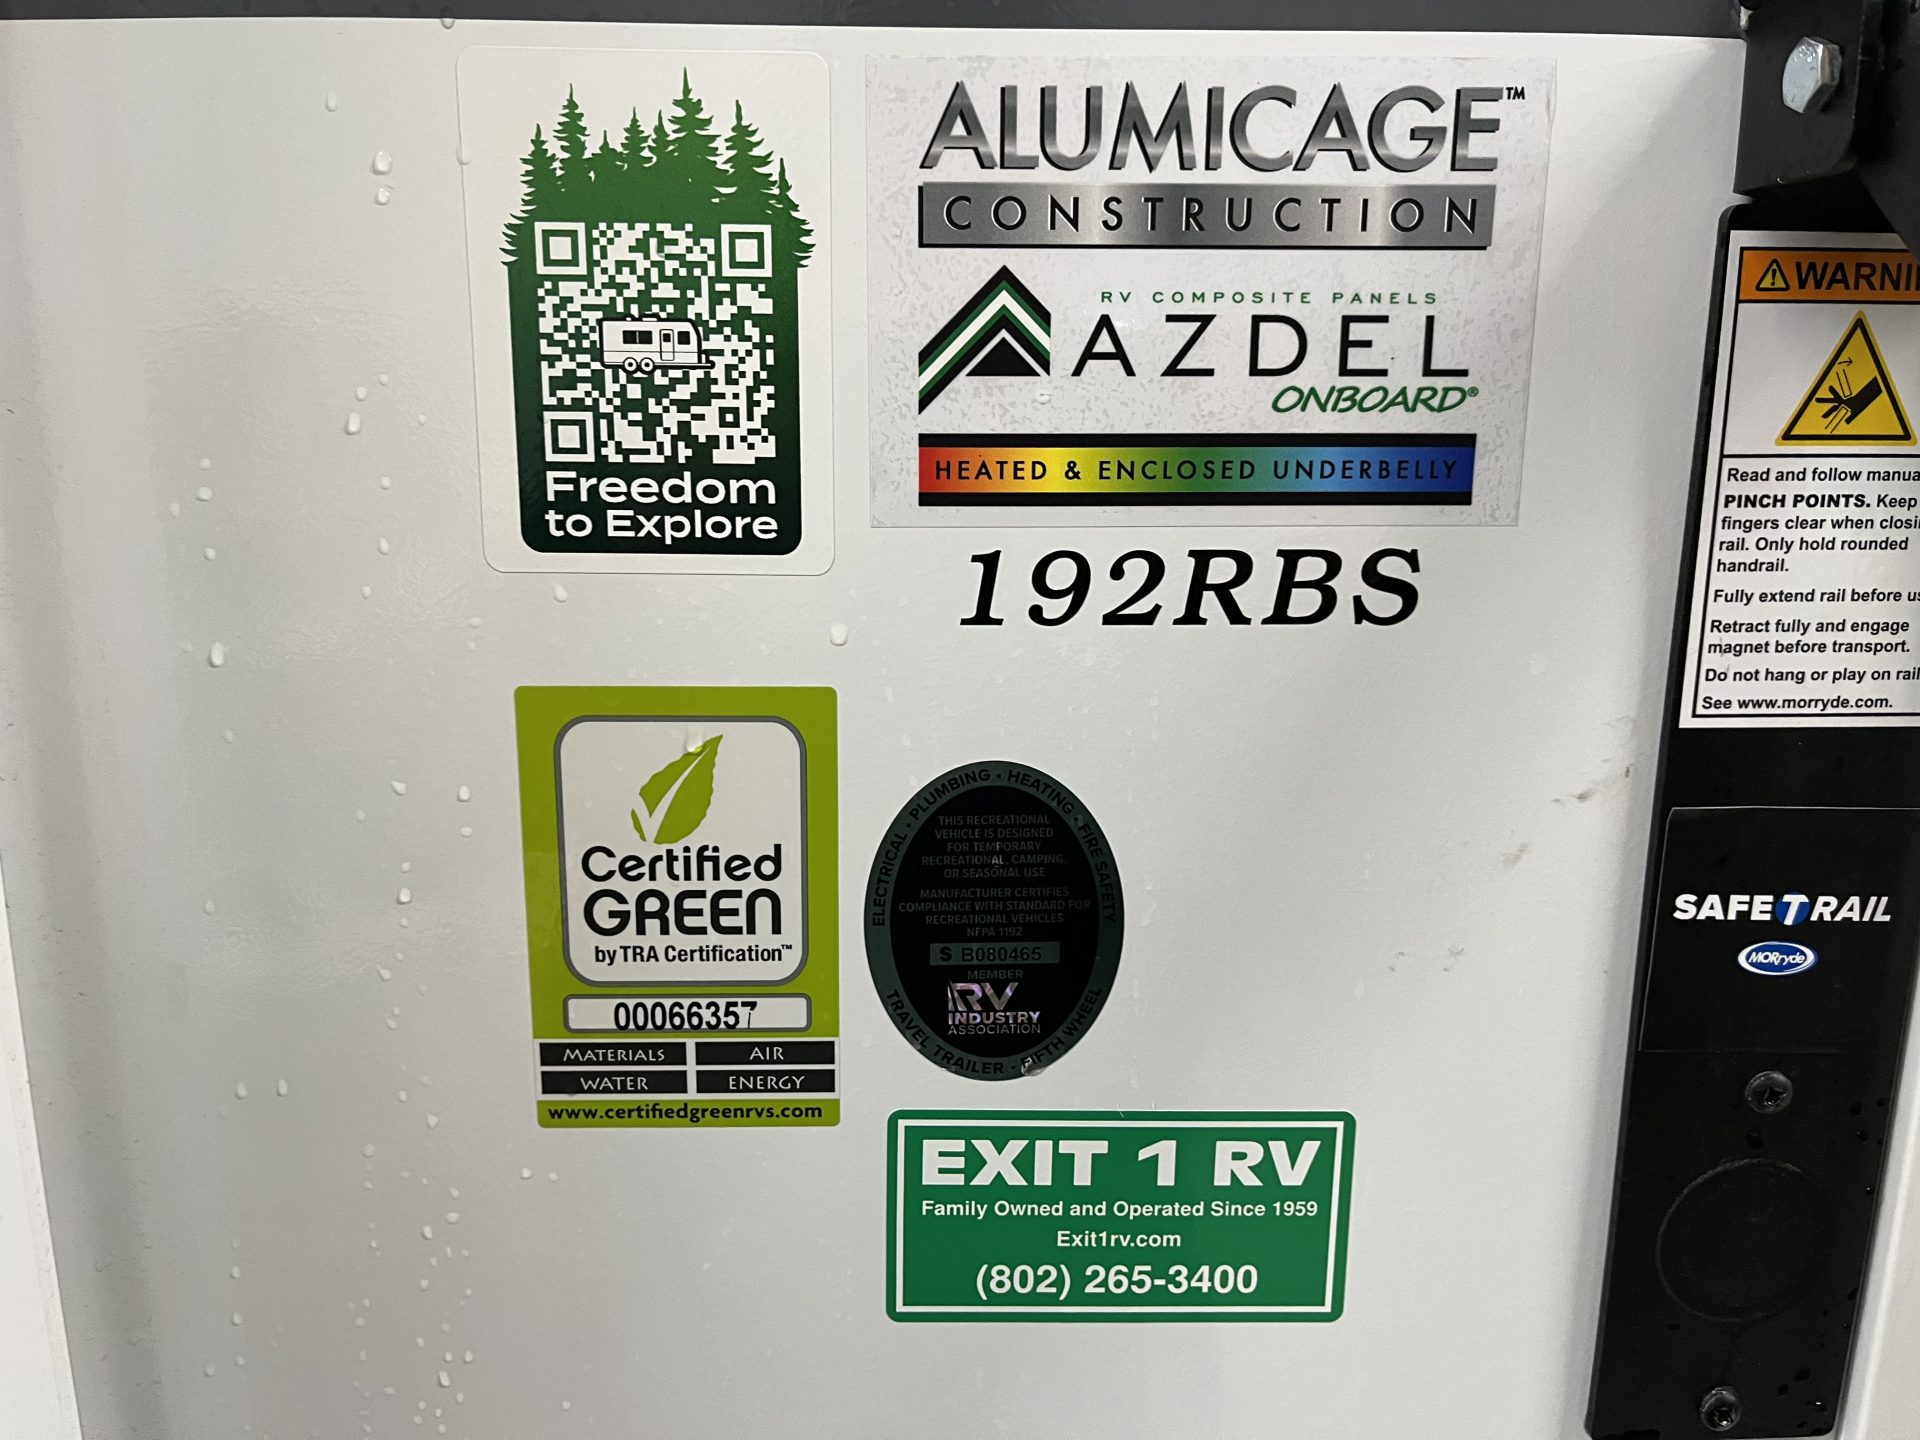 Freedom
to Explore
ALUMICAGE™
CONSTRUCTION
RV COMPOSITE PANELS
AZDEL
ONBOARD®
HEATED & ENCLOSED UNDERBELLY
192RBS
Certified
GREEN
by TRA Certification™
00066357
MATERIALS AIR
WATER ENERGY
www.certifiedgreenrvs.com
ELECTRICAL • PLUMBING • HEATING • FIRE SAFETY
THIS RECREATIONAL
VEHICLE IS DESIGNED
FOR TEMPORARY
RECREATIONAL, CAMPING,
OR SEASONAL USE
MANUFACTURER CERTIFIES
COMPLIANCE WITH STANDARD FOR
RECREATIONAL VEHICLES
NFPA 1192
S B080465
MEMBER
RV
INDUSTRY
ASSOCIATION
TRAVEL TRAILER • FIFTH WHEEL
EXIT 1 RV
Family Owned and Operated Since 1959
Exit1rv.com
(802) 265-3400
WARNI
Read and follow manua
PINCH POINTS. Keep
fingers clear when closi
rail. Only hold rounded
handrail.
Fully extend rail before us
Retract fully and engage
magnet before transport.
Do not hang or play on rail
See www.morryde.com.
SAFETRAIL
MORryde